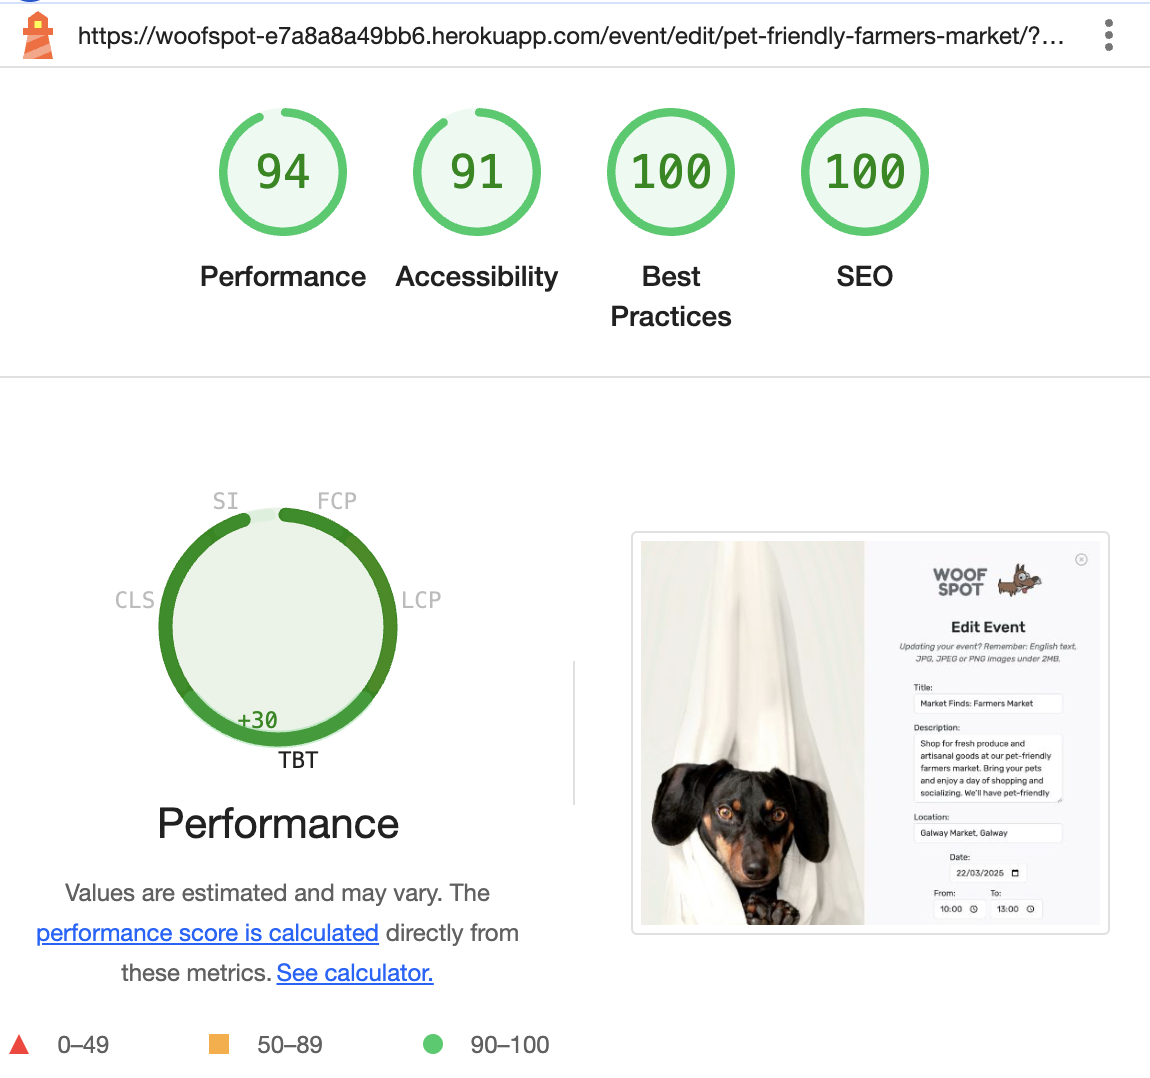 https://woofspot-e7a8a8a49bb6.herokuapp.com/event/edit/pet-friendly-farmers-market/?...
94
91
100
100
Performance
Accessibility
Best
Practices
SEO
SI
FCP
CLS
LCP
+30
TBT
Performance
Values are estimated and may vary. The
performance score is calculated directly from
these metrics. See calculator.
0–49
50–89
90–100
WOOF
SPOT
Edit Event
Updating your event? Remember: English text,
JPG, JPEG or PNG images under 2MB.
Title:
Market Finds: Farmers Market
Description:
Shop for fresh produce and
artisanal goods at our pet-friendly
farmers market. Bring your pets
and enjoy a day of shopping and
socializing. We'll have pet-friendly
Location:
Galway Market, Galway
Date:
22/03/2025
From:
To:
10:00
13:00